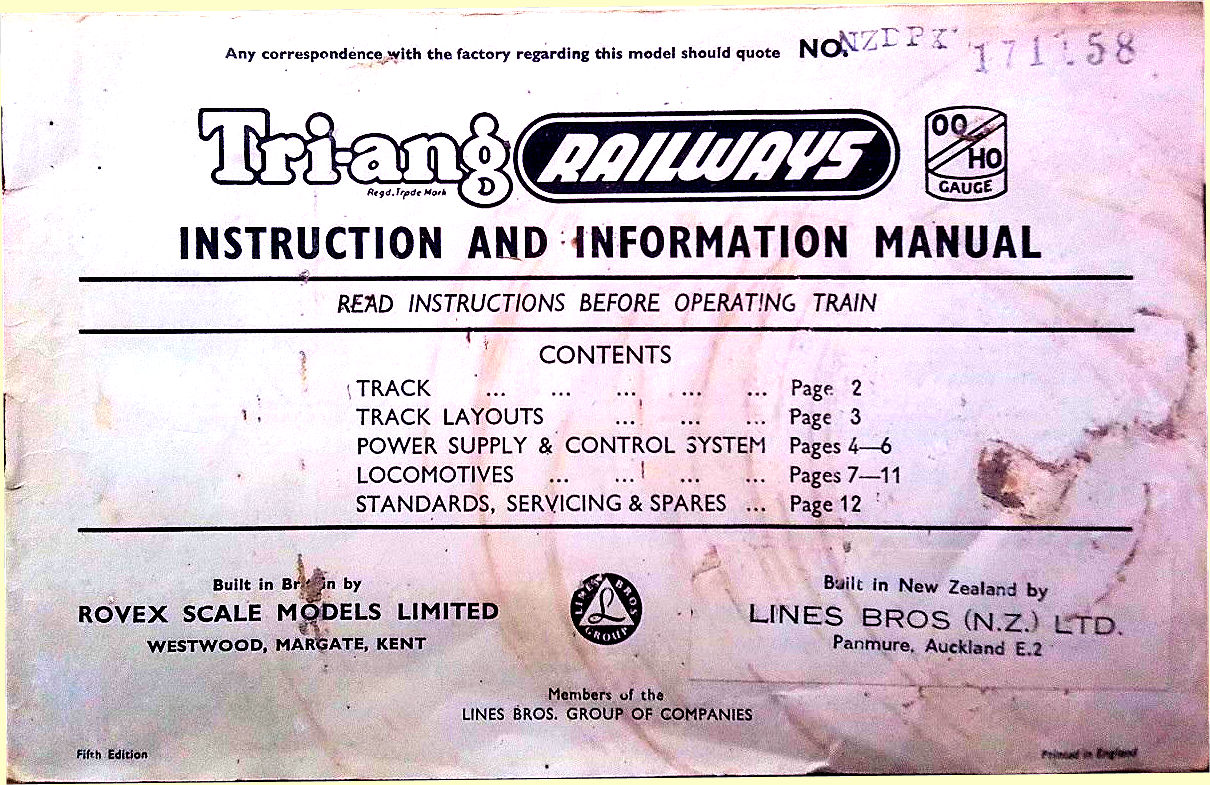 Any correspondence with the factory regarding this model should quote NO.
Tri-ang RAILWAYS OO HO GAUGE
Regd. Trade Mark
INSTRUCTION AND INFORMATION MANUAL
READ INSTRUCTIONS BEFORE OPERATING TRAIN
CONTENTS
TRACK ... ... ... ... ... Page 2
TRACK LAYOUTS ... ... ... Page 3
POWER SUPPLY & CONTROL SYSTEM Pages 4—6
LOCOMOTIVES ... ... ... ... Pages 7—11
STANDARDS, SERVICING & SPARES ... Page 12
Built in Britain by
ROVEX SCALE MODELS LIMITED
WESTWOOD, MARGATE, KENT
LINES BROS GROUP
Built in New Zealand by
LINES BROS (N.Z.) LTD.
Panmure, Auckland E.2
Members of the
LINES BROS. GROUP OF COMPANIES
Fifth Edition
Printed in England